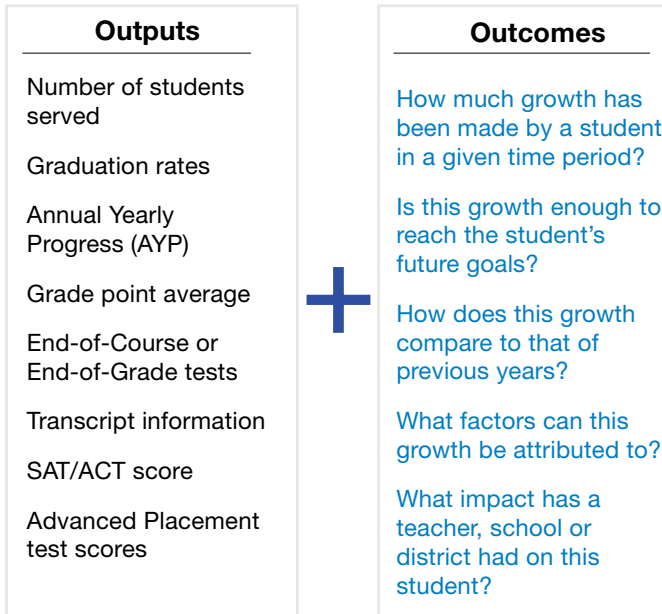 Outputs
Number of students
served
Graduation rates
Annual Yearly
Progress (AYP)
Grade point average
End-of-Course or
End-of-Grade tests
Transcript information
SAT/ACT score
Advanced Placement
test scores
+
Outcomes
How much growth has
been made by a student
in a given time period?
Is this growth enough to
reach the student’s
future goals?
How does this growth
compare to that of
previous years?
What factors can this
growth be attributed to?
What impact has a
teacher, school or
district had on this
student?